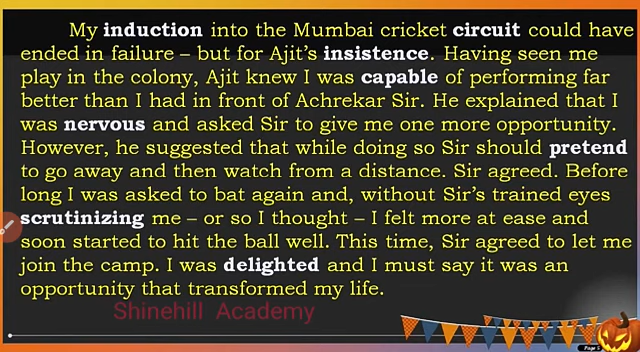 My induction into the Mumbai cricket circuit could have
ended in failure – but for Ajit's insistence. Having seen me
play in the colony, Ajit knew I was capable of performing far
better than I had in front of Achrekar Sir. He explained that I
was nervous and asked Sir to give me one more opportunity.
However, he suggested that while doing so Sir should pretend
to go away and then watch from a distance. Sir agreed. Before
long I was asked to bat again and, without Sir's trained eyes
scrutinizing me – or so I thought – I felt more at ease and
soon started to hit the ball well. This time, Sir agreed to let me
join the camp. I was delighted and I must say it was an
opportunity that transformed my life.
Shinehill Academy